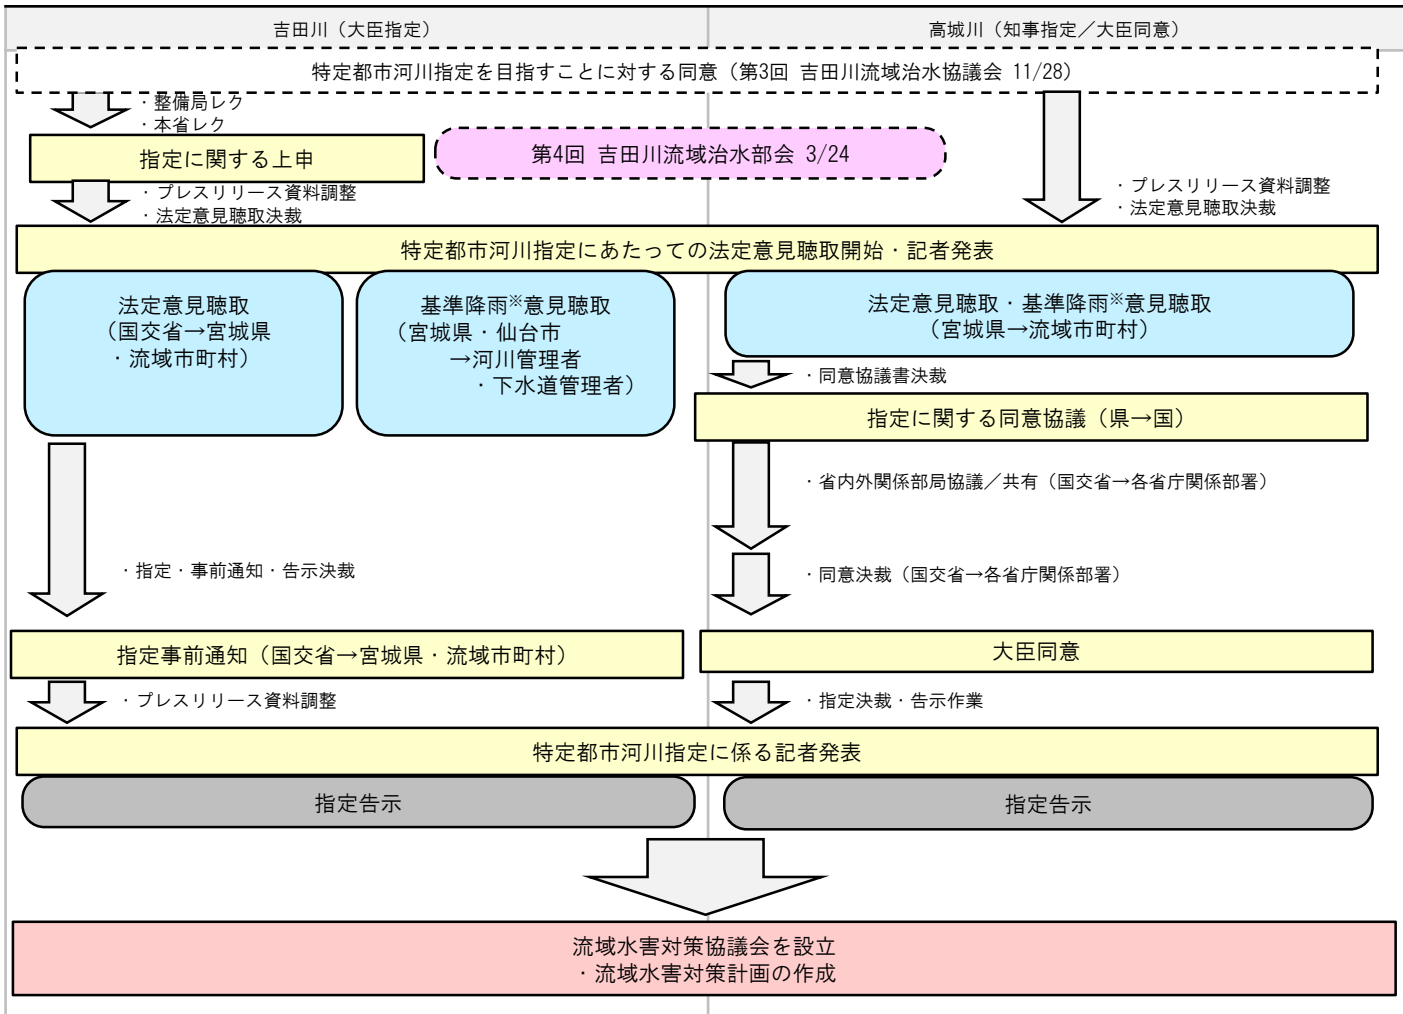 吉田川（大臣指定）
高城川（知事指定／大臣同意）
特定都市河川指定を目指すことに対する同意（第3回 吉田川流域治水協議会 11/28）
・整備局レク
・本省レク
指定に関する上申
第4回 吉田川流域治水部会 3/24
・プレスリリース資料調整
・法定意見聴取決裁
・プレスリリース資料調整
・法定意見聴取決裁
特定都市河川指定にあたっての法定意見聴取開始・記者発表
法定意見聴取
（国交省→宮城県
・流域市町村）
基準降雨※意見聴取
（宮城県・仙台市
→河川管理者
・下水道管理者）
法定意見聴取・基準降雨※意見聴取
（宮城県→流域市町村）
・同意協議書決裁
指定に関する同意協議（県→国）
・省内外関係部局協議／共有（国交省→各省庁関係部署）
・指定・事前通知・告示決裁
・同意決裁（国交省→各省庁関係部署）
指定事前通知（国交省→宮城県・流域市町村）
大臣同意
・プレスリリース資料調整
・指定決裁・告示作業
特定都市河川指定に係る記者発表
指定告示
指定告示
流域水害対策協議会を設立
・流域水害対策計画の作成